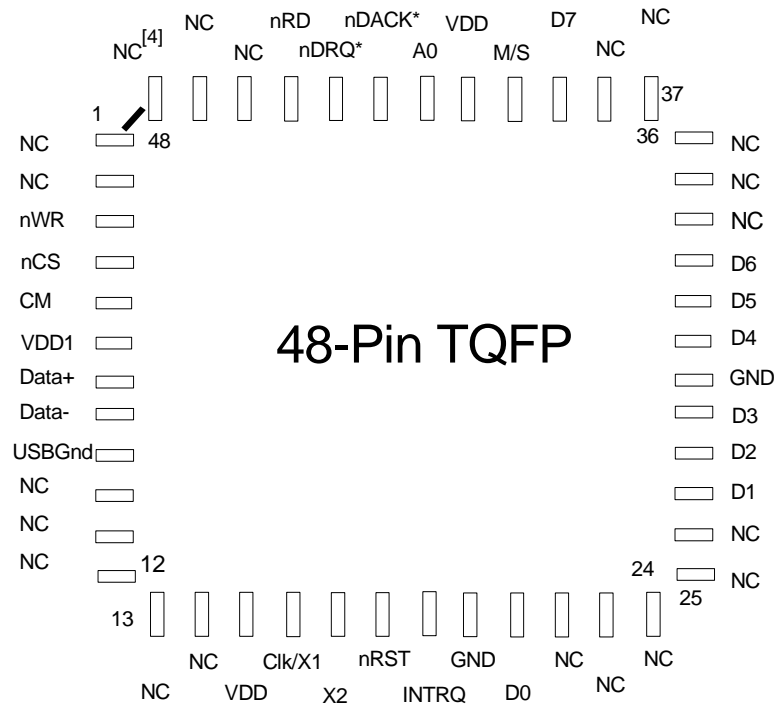 NC
nRD
nDACK*
VDD
D7
NC
NC[4]
NC
nDRQ*
A0
M/S
NC
1
48
37
36
NC
NC
nWR
nCS
CM
VDD1
Data+
Data-
USBGnd
NC
NC
NC
48-Pin TQFP
NC
NC
NC
D6
D5
D4
GND
D3
D2
D1
NC
NC
12
13
24
25
NC
Clk/X1
nRST
GND
NC
NC
NC
VDD
X2
INTRQ
D0
NC